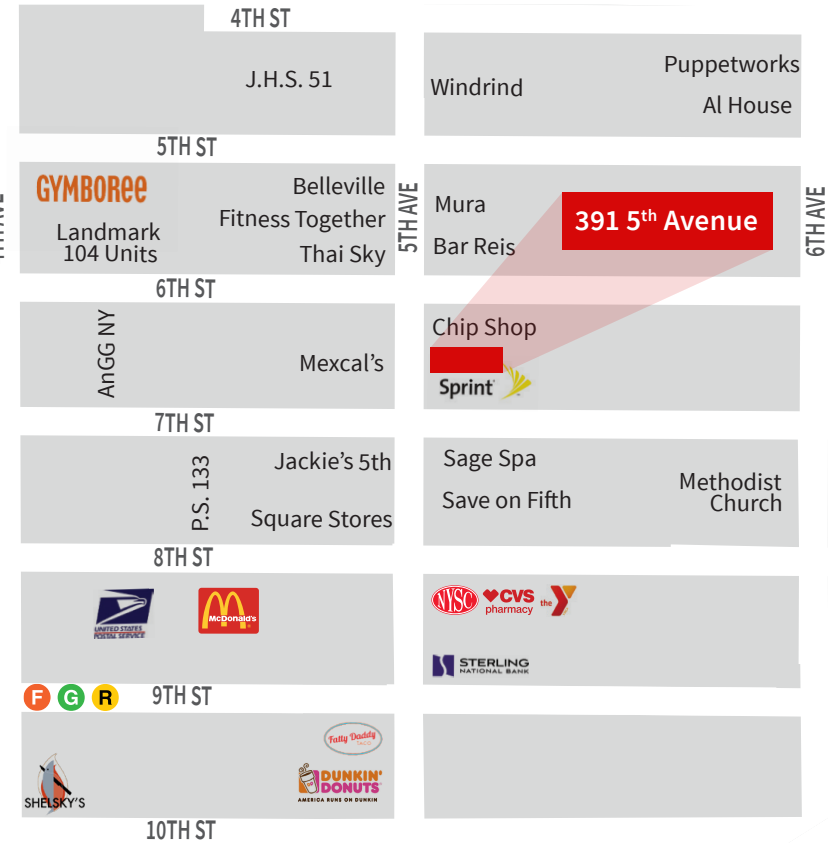 4TH ST
J.H.S. 51
Windrind
Puppetworks
Al House
5TH ST
GYMBOREE
Landmark
104 Units
Belleville
Fitness Together
Thai Sky
5TH AVE
Mura
Bar Reis
391 5th Avenue
6TH AVE
6TH ST
AnGG NY
Mexcal's
Chip Shop
Sprint
7TH ST
P.S. 133
Jackie's 5th
Square Stores
Sage Spa
Save on Fifth
Methodist
Church
8TH ST
UNITED STATES
POSTAL SERVICE
McDonald's
NYSC
CVS
pharmacy
the Y
STERLING
NATIONAL BANK
F G R
9TH ST
SHELSKY'S
Fatty Daddy
TACO
DUNKIN'
DONUTS
AMERICA RUNS ON DUNKIN
10TH ST